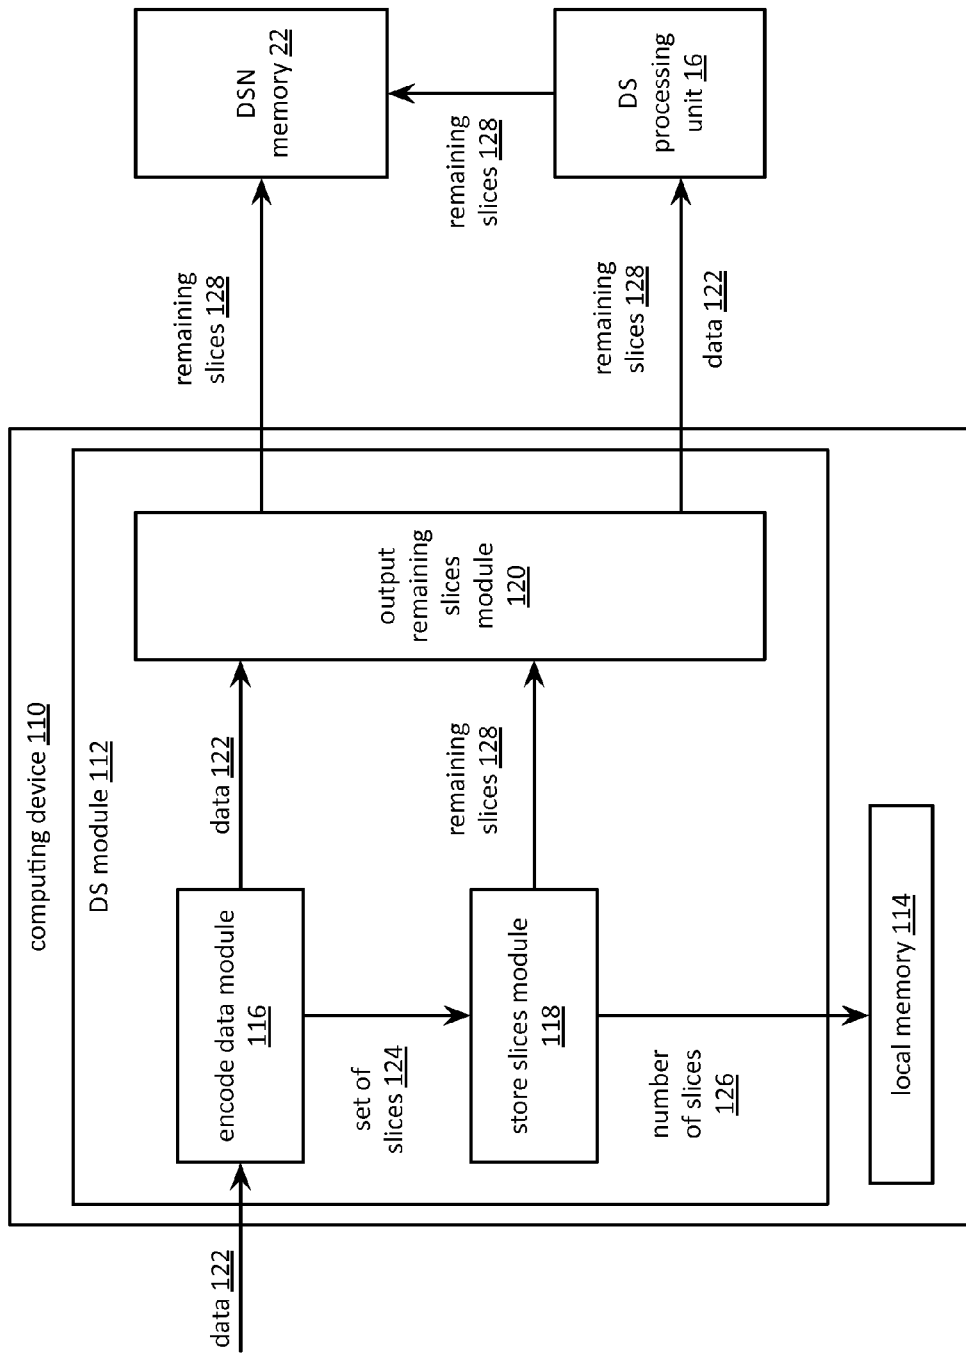 computing device 110
DS module 112
data 122
encode data module
116
data 122
set of
slices 124
store slices module
118
remaining
slices 128
number
of slices
126
local memory 114
output
remaining
slices
module
120
remaining
slices 128
DSN
memory 22
remaining
slices 128
remaining
slices 128
data 122
DS
processing
unit 16